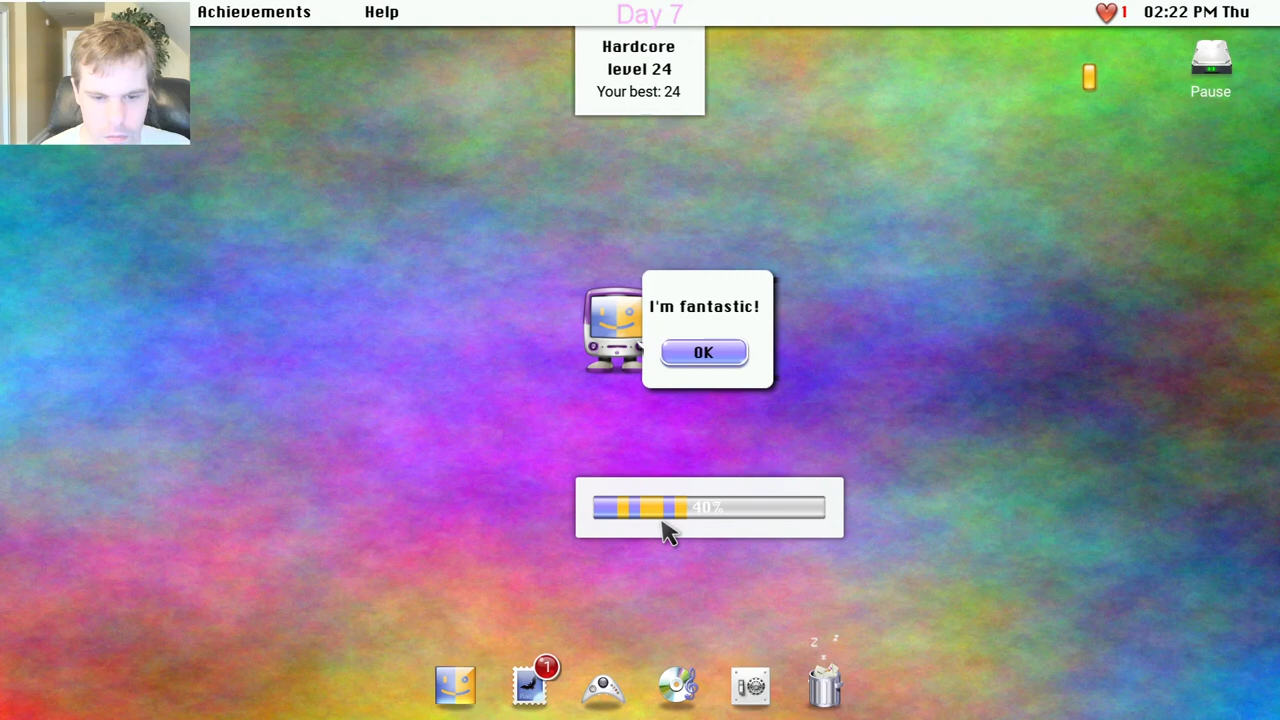 Achievements Help Day 7 1 02:22 PM Thu
Hardcore
level 24
Your best: 24
Pause
I'm fantastic!
OK
40%
z z
z
1